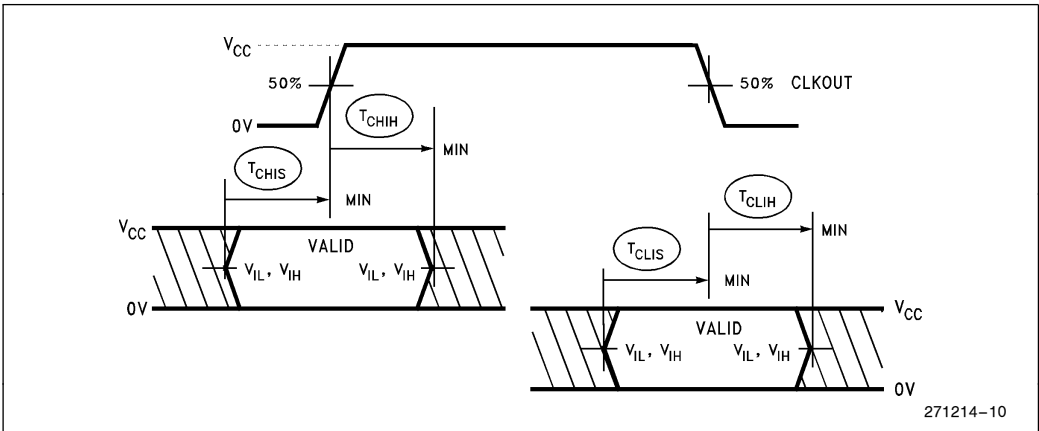 V_CC
50%
50% CLKOUT
0V
T_CHIH
MIN
T_CHIS
MIN
T_CLIH
MIN
T_CLIS
MIN
V_CC
VALID
V_IL, V_IH
V_IL, V_IH
0V
V_CC
VALID
V_IL, V_IH
V_IL, V_IH
0V
271214–10